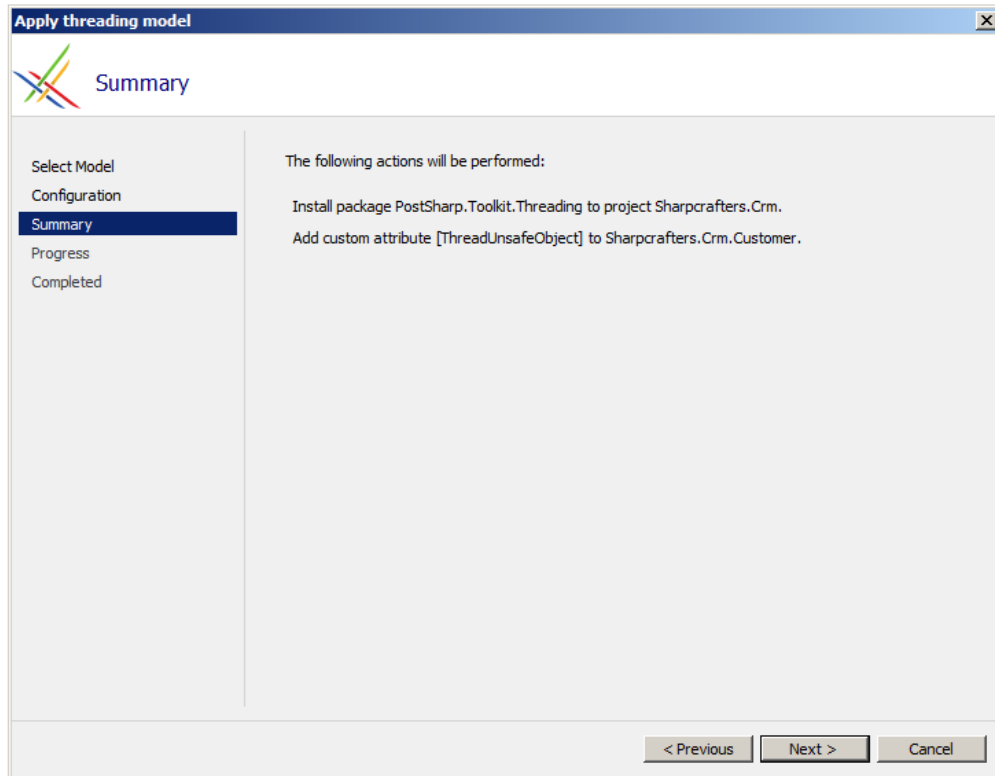 Apply threading model
Summary
Select Model
Configuration
Summary
Progress
Completed
The following actions will be performed:
Install package PostSharp.Toolkit.Threading to project Sharpcrafters.Crm.
Add custom attribute [ThreadUnsafeObject] to Sharpcrafters.Crm.Customer.
< Previous
Next >
Cancel